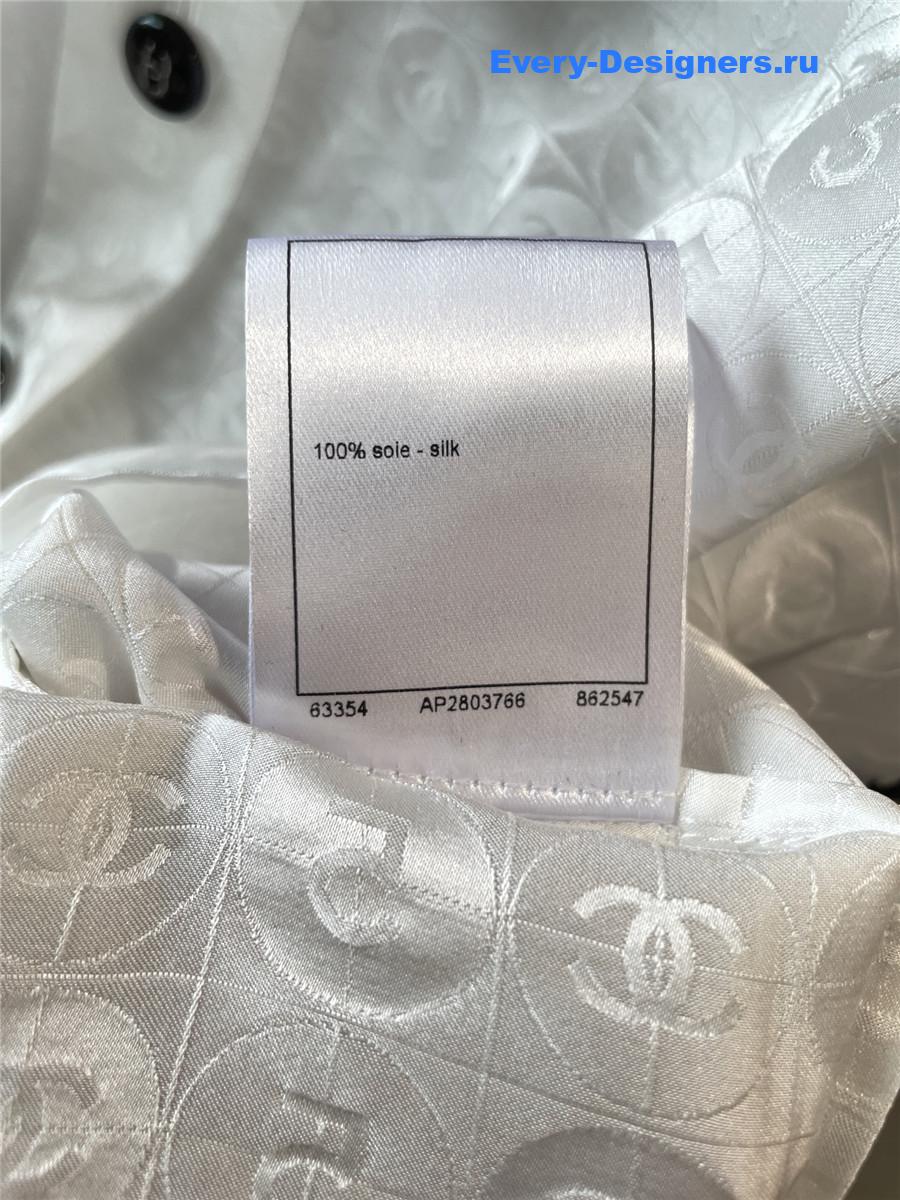 Every-Designers.ru
100% soie - silk
63354 AP2803766 862547